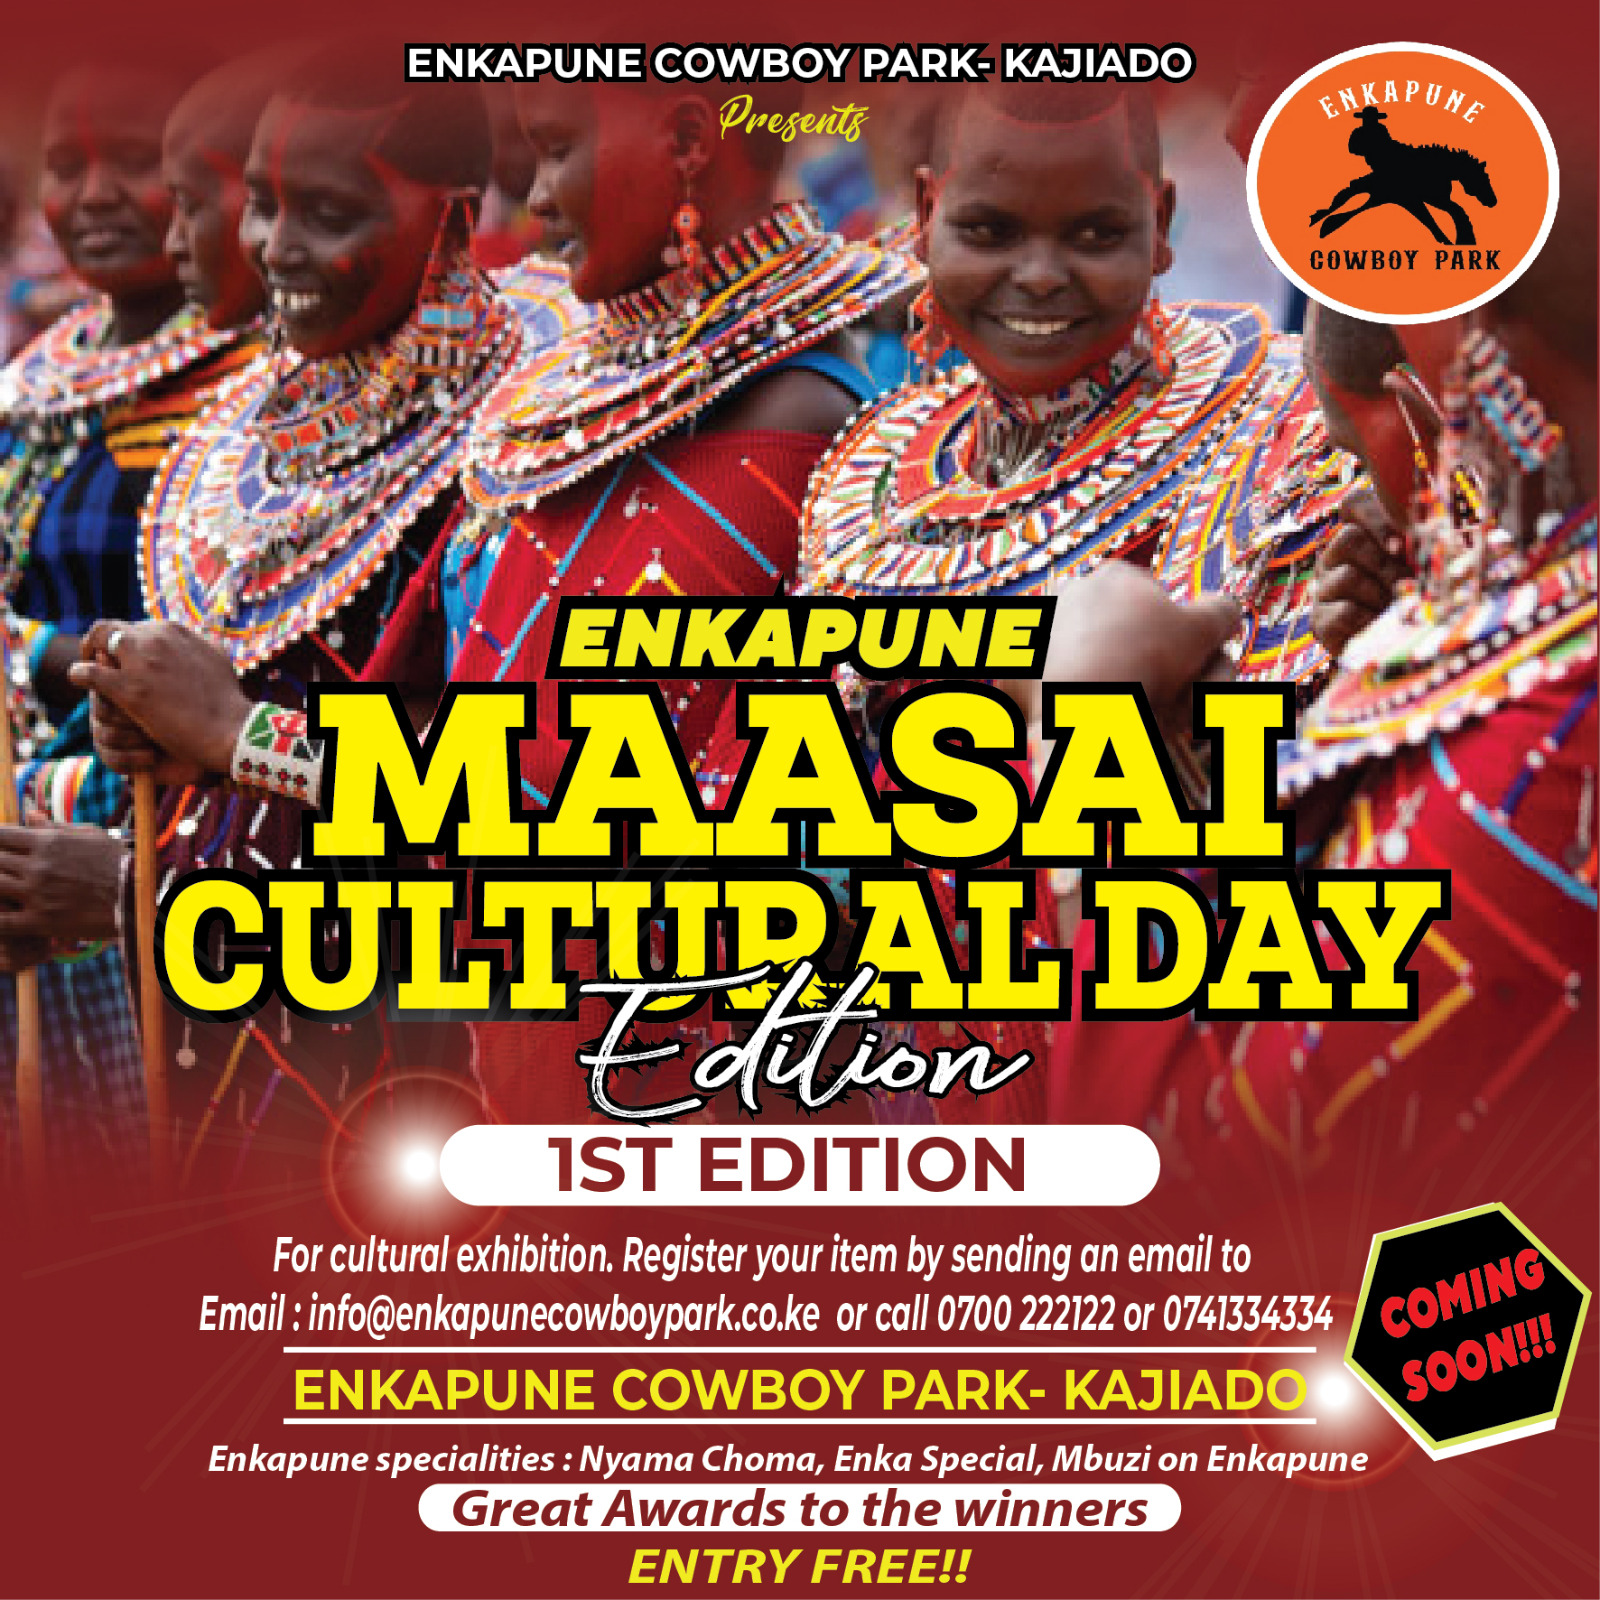 ENKAPUNE COWBOY PARK- KAJIADO
Presents
ENKAPUNE
COWBOY PARK
ENKAPUNE
MAASAI
CULTURAL DAY
Edition
1ST EDITION
For cultural exhibition. Register your item by sending an email to
Email : info@enkapunecowboypark.co.ke or call 0700 222122 or 0741334334
COMING
SOON!!!
ENKAPUNE COWBOY PARK- KAJIADO
Enkapune specialities : Nyama Choma, Enka Special, Mbuzi on Enkapune
Great Awards to the winners
ENTRY FREE!!